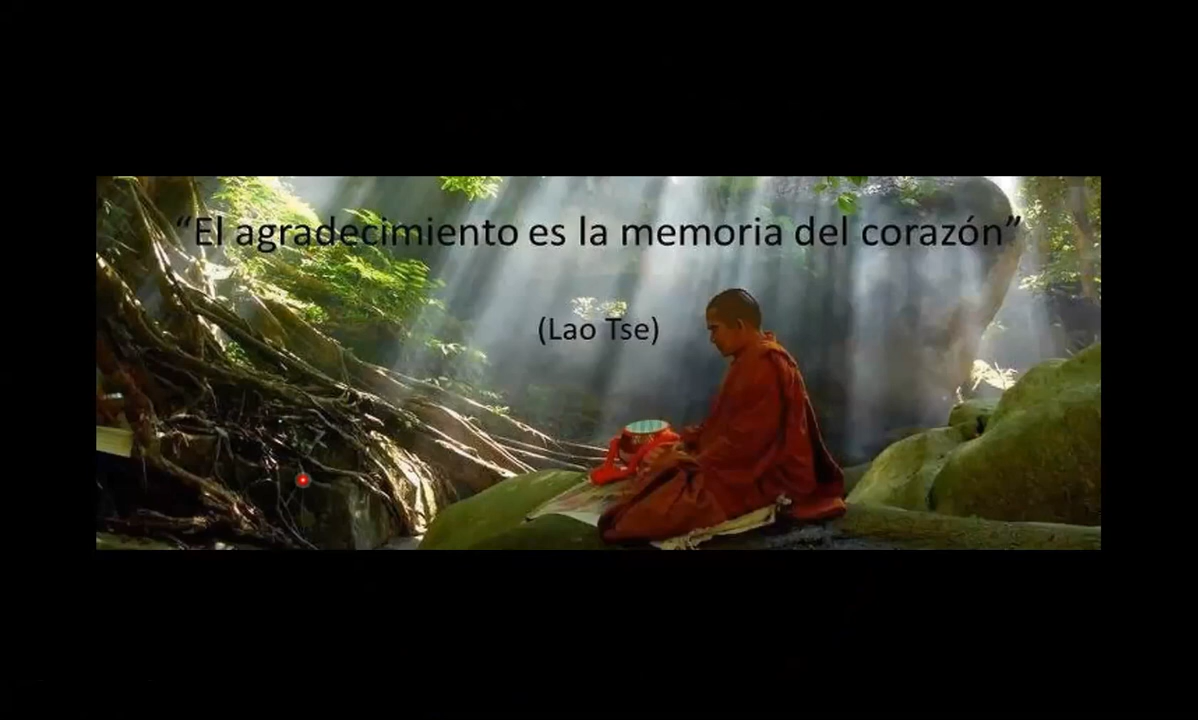 “El agradecimiento es la memoria del corazón”
(Lao Tse)